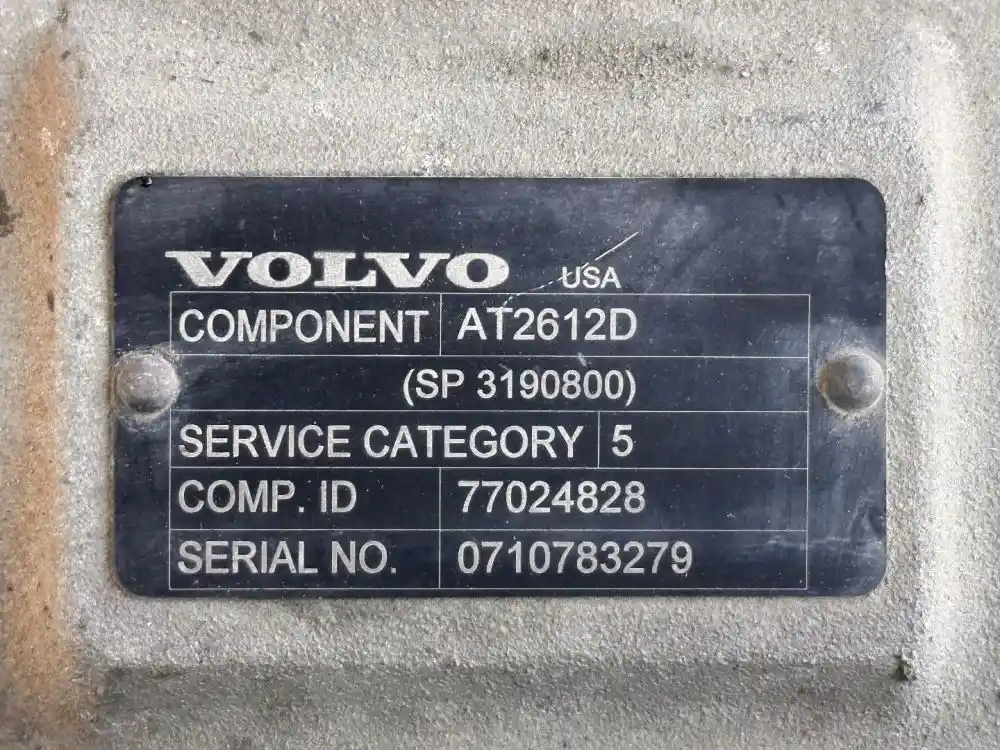 VOLVO USA
COMPONENT AT2612D
(SP 3190800)
SERVICE CATEGORY 5
COMP. ID 77024828
SERIAL NO. 0710783279